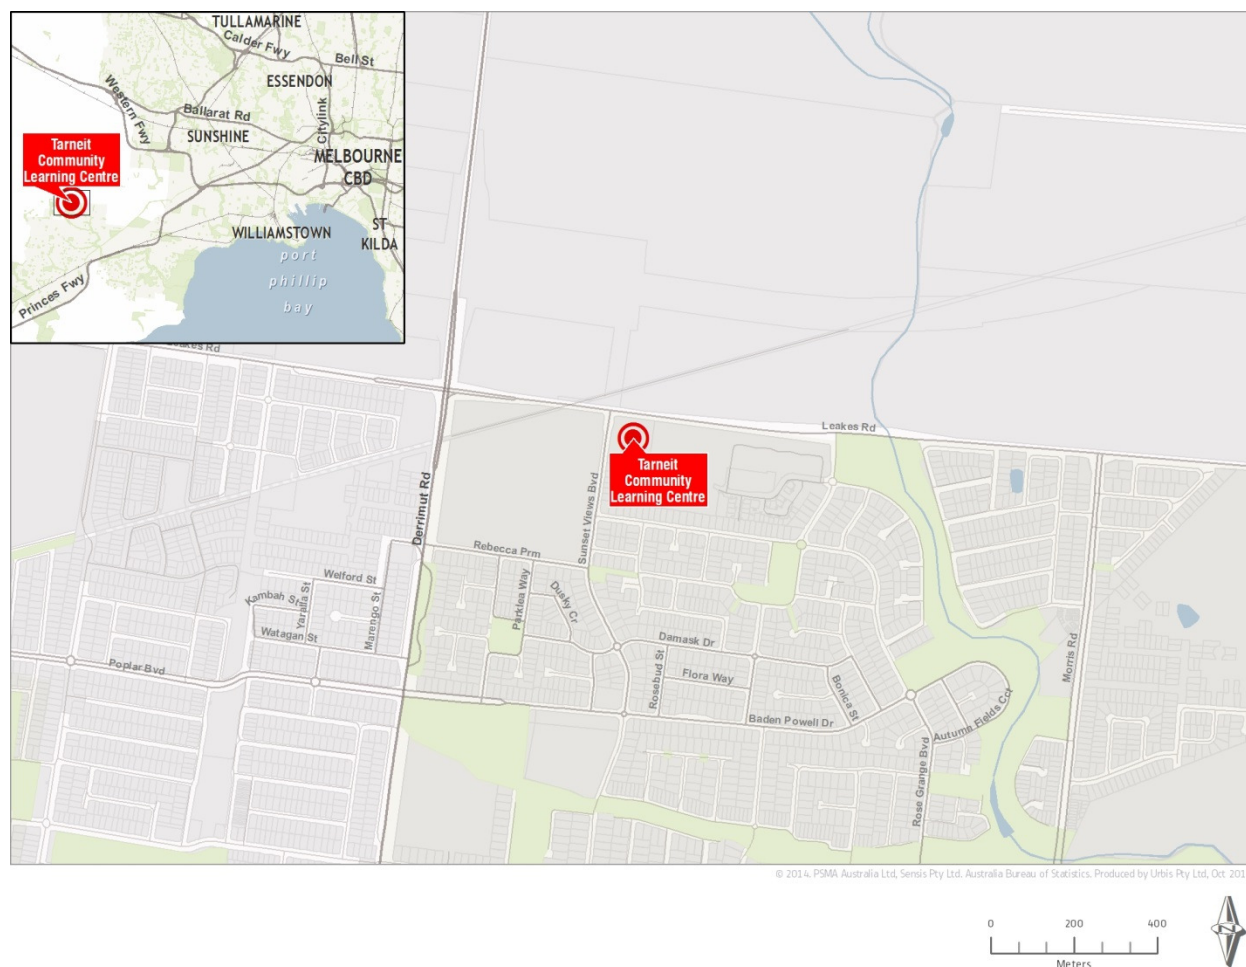 TULLAMARINE
Calder Fwy
Bell St
ESSENDON
Western Fwy
Citylink
Ballarat Rd
SUNSHINE
Tarneit
Community
Learning Centre
MELBOURNE
CBD
ST
KILDA
WILLIAMSTOWN
port
phillip
bay
Princes Fwy
Leakes Rd
Leakes Rd
Tarneit
Community
Learning Centre
Derrimut Rd
Sunset Views Bvd
Rebecca Prm
Welford St
Kambah St
Yaralla St
Marengo St
Watagan St
Parklea Way
Dusky Cr
Poplar Bvd
Damask Dr
Rosebud St
Flora Way
Bonica St
Baden Powell Dr
Morris Rd
Autumn Fields Cct
Rose Grange Bvd
© 2014. PSMA Australia Ltd, Sensis Pty Ltd. Australia Bureau of Statistics. Produced by Urbis Pty Ltd, Oct 201
0 200 400
Meters
N